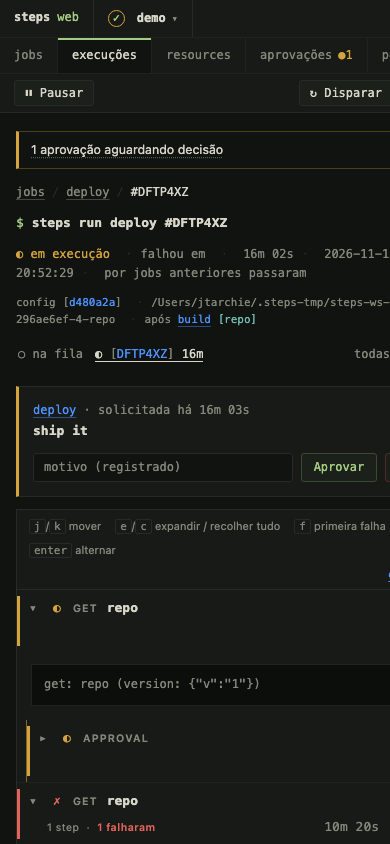 steps web ✓ demo ▾
jobs execuções resources aprovações 1
Pausar ↻ Disparar
1 aprovação aguardando decisão
jobs / deploy / #DFTP4XZ
$ steps run deploy #DFTP4XZ
◐ em execução · falhou em · 16m 02s · 2026-11-1
20:52:29 · por jobs anteriores passaram
config [d480a2a] · /Users/jtarchie/.steps-tmp/steps-ws-
296ae6ef-4-repo · após build [repo]
○ na fila ◐ [DFTP4XZ] 16m todas
deploy · solicitada há 16m 03s
ship it
motivo (registrado) Aprovar
j / k mover e / c expandir / recolher tudo f primeira falha
enter alternar
▼ ◐ GET repo
get: repo (version: {"v":"1"})
▶ ◐ APPROVAL
▼ ✗ GET repo
1 step · 1 falharam 10m 20s